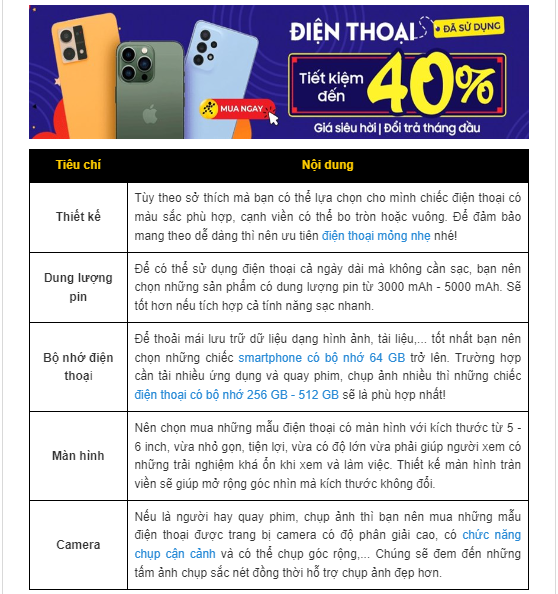 ĐIỆN THOẠI ĐÃ SỬ DỤNG
Tiết kiệm
đến
40%
MUA NGAY
Giá siêu hời | Đổi trả tháng đầu
Tiêu chí
Nội dung
Thiết kế
Tùy theo sở thích mà bạn có thể lựa chọn cho mình chiếc điện thoại có
màu sắc phù hợp, cạnh viền có thể bo tròn hoặc vuông. Để đảm bảo
mang theo dễ dàng thì nên ưu tiên điện thoại mỏng nhẹ nhé!
Dung lượng
pin
Để có thể sử dụng điện thoại cả ngày dài mà không cần sạc, bạn nên
chọn những sản phẩm có dung lượng pin từ 3000 mAh - 5000 mAh. Sẽ
tốt hơn nếu tích hợp cả tính năng sạc nhanh.
Bộ nhớ điện
thoại
Để thoải mái lưu trữ dữ liệu dạng hình ảnh, tài liệu,... tốt nhất bạn nên
chọn những chiếc smartphone có bộ nhớ 64 GB trở lên. Trường hợp
cần tải nhiều ứng dụng và quay phim, chụp ảnh nhiều thì những chiếc
điện thoại có bộ nhớ 256 GB - 512 GB sẽ là phù hợp nhất!
Màn hình
Nên chọn mua những mẫu điện thoại có màn hình với kích thước từ 5 -
6 inch, vừa nhỏ gọn, tiện lợi, vừa có độ lớn vừa phải giúp người xem có
những trải nghiệm khá ổn khi xem và làm việc. Thiết kế màn hình tràn
viền sẽ giúp mở rộng góc nhìn mà kích thước không đổi.
Camera
Nếu là người hay quay phim, chụp ảnh thì bạn nên mua những mẫu
điện thoại được trang bị camera có độ phân giải cao, có chức năng
chụp cận cảnh và có thể chụp góc rộng,... Chúng sẽ đem đến những
tấm ảnh chụp sắc nét đồng thời hỗ trợ chụp ảnh đẹp hơn.